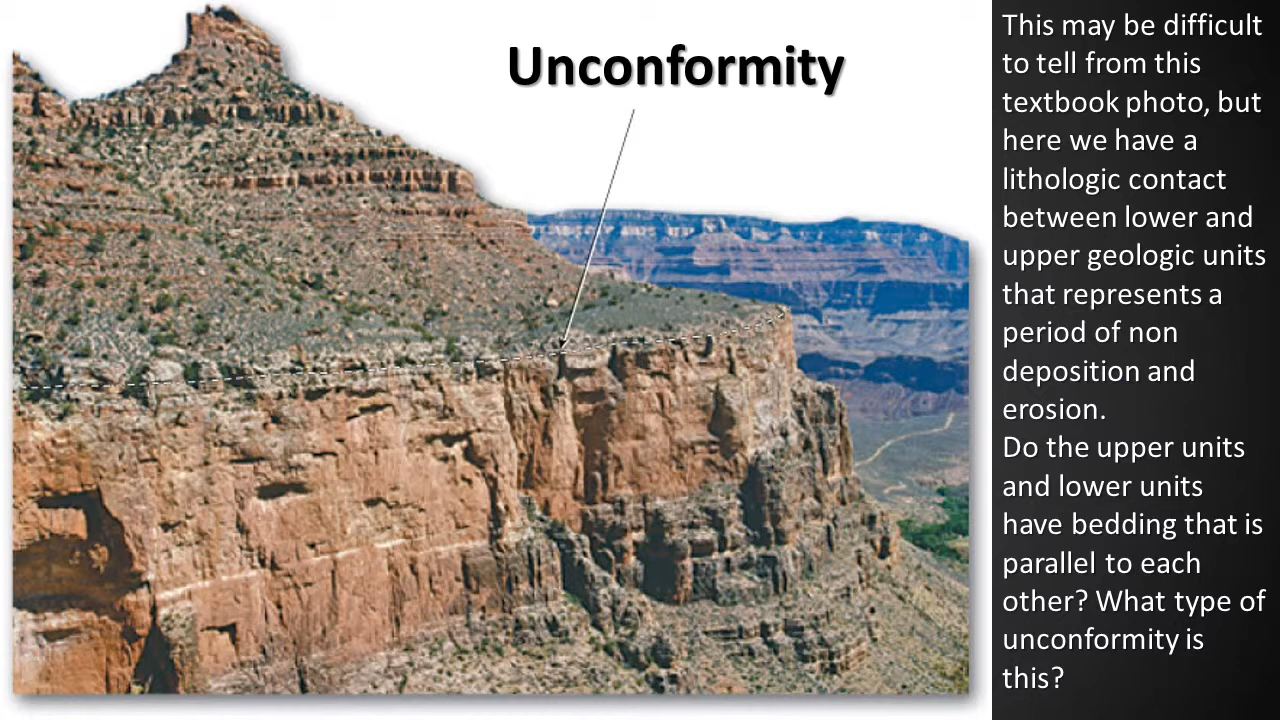 Unconformity
This may be difficult
to tell from this
textbook photo, but
here we have a
lithologic contact
between lower and
upper geologic units
that represents a
period of non
deposition and
erosion.
Do the upper units
and lower units
have bedding that is
parallel to each
other? What type of
unconformity is
this?